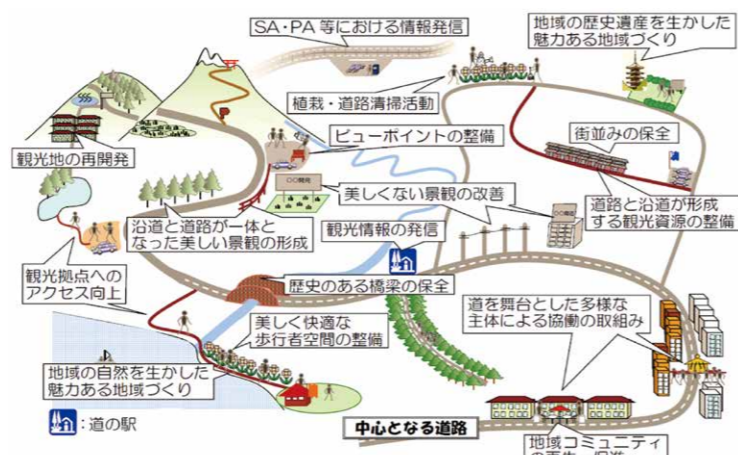 SA・PA等における情報発信
地域の歴史遺産を生かした
魅力ある地域づくり
植栽・道路清掃活動
ビューポイントの整備
街並みの保全
観光地の再開発
美しくない景観の改善
道路と沿道が形成
する観光資源の整備
沿道と道路が一体と
なった美しい景観の形成
観光情報の発信
観光拠点への
アクセス向上
歴史のある橋梁の保全
道を舞台とした多様な
主体による協働の取組み
美しく快適な
歩行者空間の整備
地域の自然を生かした
魅力ある地域づくり
:道の駅
中心となる道路
地域コミュニティ